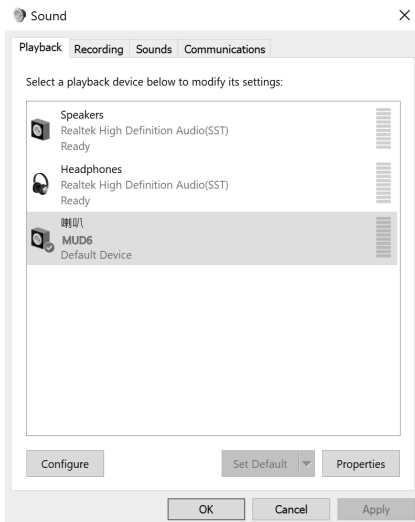 Sound
Playback Recording Sounds Communications
Select a playback device below to modify its settings:
Speakers
Realtek High Definition Audio(SST)
Ready
Headphones
Realtek High Definition Audio(SST)
Ready
喇叭
MUD6
Default Device
Configure Set Default Properties
OK Cancel Apply